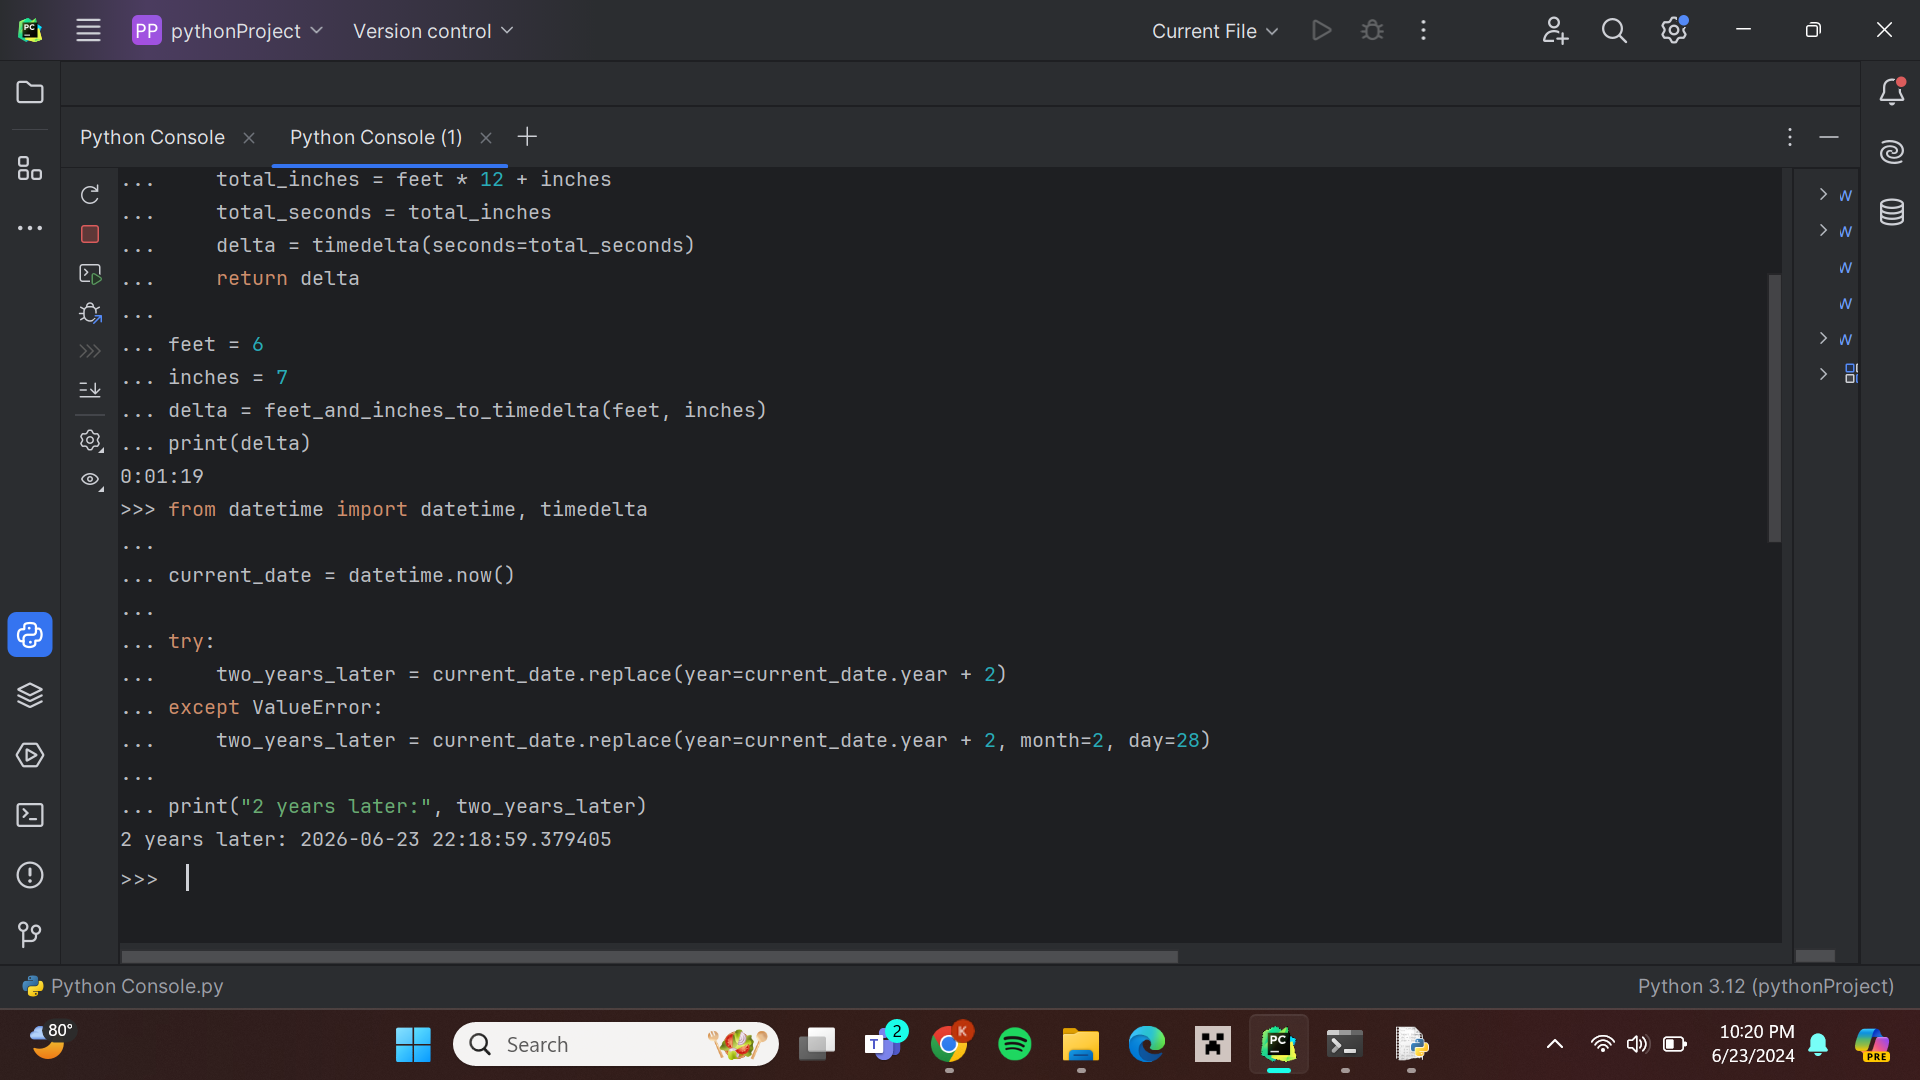 PC
PP pythonProject
Version control
Current File
Python Console
Python Console (1)
...     total_inches = feet * 12 + inches
...     total_seconds = total_inches
...     delta = timedelta(seconds=total_seconds)
...     return delta
...
... feet = 6
... inches = 7
... delta = feet_and_inches_to_timedelta(feet, inches)
... print(delta)
0:01:19
>>> from datetime import datetime, timedelta
...
... current_date = datetime.now()
...
... try:
...     two_years_later = current_date.replace(year=current_date.year + 2)
... except ValueError:
...     two_years_later = current_date.replace(year=current_date.year + 2, month=2, day=28)
...
... print("2 years later:", two_years_later)
2 years later: 2026-06-23 22:18:59.379405
>>>
Python Console.py
Python 3.12 (pythonProject)
80°
Search
T 2
K
PC
10:20 PM
6/23/2024
PRE